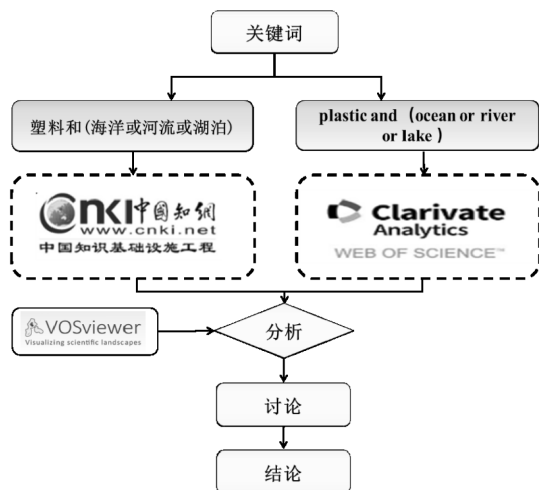 关键词
塑料和(海洋或河流或湖泊)
plastic and (ocean or river
or lake )
cnki中国知网
www.cnki.net
中国知识基础设施工程
Clarivate
Analytics
WEB OF SCIENCE™
VOSviewer
Visualizing scientific landscapes
分析
讨论
结论